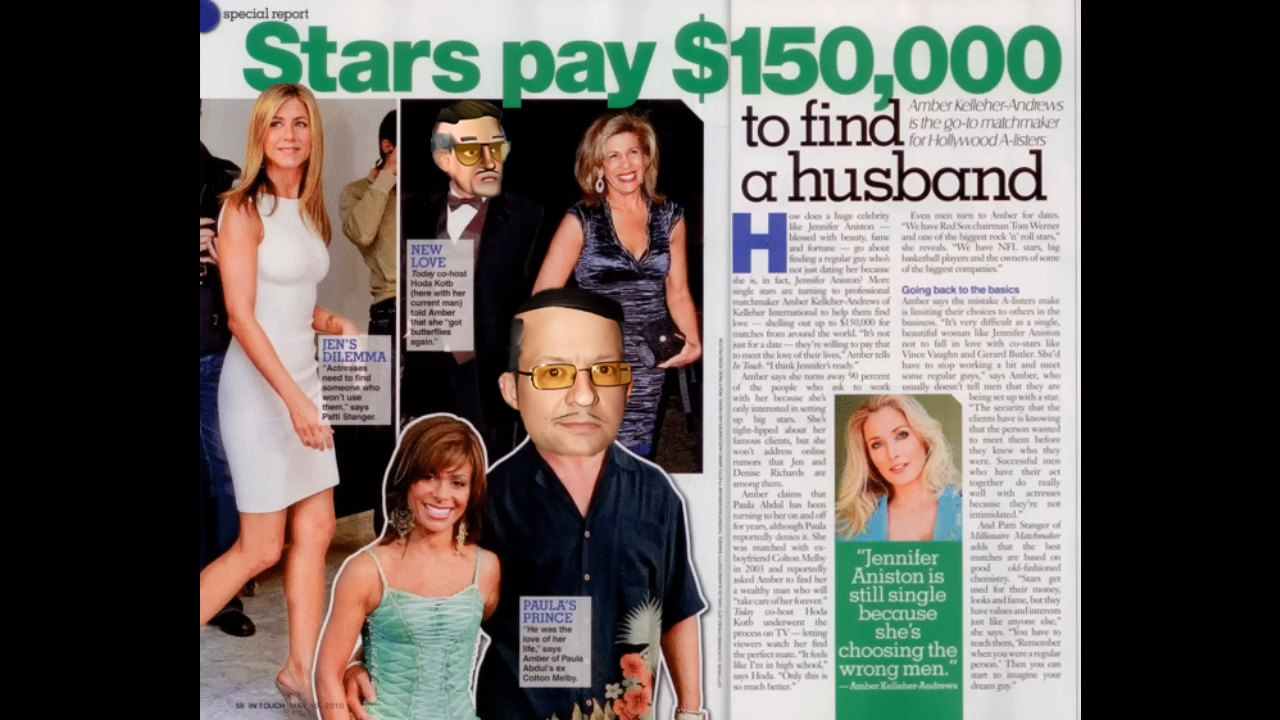 special report
Stars pay $150,000
to find
a husband
Amber Kelleher-Andrews
is the go-to matchmaker
for Hollywood A-listers
JEN'S
DILEMMA
"Actresses
need to find
someone who
won't use
them," says
Patti Stanger.
NEW
LOVE
Today co-host
Hoda Kotb
(here with her
current man)
told Amber
that she "got
butterflies
again."
PAULA'S
PRINCE
"He was the
love of her
life," says
Amber of Paula
Abdul's ex
Colton Melby.
How does a huge celebrity
like Jennifer Aniston —
blessed with beauty, fame
and fortune — go about
finding a regular guy who's
not just dating her because
she is, in fact, Jennifer Aniston? More
single stars are turning to professional
matchmaker Amber Kelleher-Andrews of
Kelleher International to help them find
love — shelling out up to $150,000 for
matches from around the world. "It's not
just for a date — they're willing to pay that
to meet the love of their lives," Amber tells
In Touch. "I think Jennifer's ready."
Amber says she turns away 90 percent
of the people who ask to work
with her because she's
only interested in setting
up big stars. She's
tight-lipped about her
famous clients, but she
won't address online
rumors that Jen and
Denise Richards are
among them.
Amber claims that
Paula Abdul has been
turning to her on and off
for years, although Paula
reportedly denies it. She
was matched with ex-
boyfriend Colton Melby
in 2003 and reportedly
asked Amber to find her
a wealthy man who will
"take care of her forever."
Today co-host Hoda
Kotb underwent the
process on TV — letting
viewers watch her find
the perfect mate. "It feels
like I'm in high school,"
says Hoda. "Only this is
so much better."
Even men turn to Amber for dates.
"We have Red Sox chairman Tom Werner
and one of the biggest rock 'n' roll stars,"
she reveals. "We have NFL stars, big
basketball players and the owners of some
of the biggest companies."
Going back to the basics
Amber says the mistake A-listers make
is limiting their choices to others in the
business. "It's very difficult as a single,
beautiful woman like Jennifer Aniston
not to fall in love with co-stars like
Vince Vaughn and Gerard Butler. She'd
have to stop working a bit and meet
some regular guys," says Amber, who
usually doesn't tell men that they are
being set up with a star.
"The security that the
clients have is knowing
that the person wanted
to meet them before
they knew who they
were. Successful men
who have their act
together do really
well with actresses
because they're not
intimidated."
And Patti Stanger of
Millionaire Matchmaker
adds that the best
matches are based on
good old-fashioned
chemistry. "Stars get
used for their money,
looks and fame, but they
have values and interests
just like anyone else,"
she says. "You have to
teach them, 'Remember
when you were a regular
person.' Then you can
start to imagine your
dream guy."
"Jennifer
Aniston is
still single
because
she's
choosing the
wrong men."
— Amber Kelleher-Andrews
58 IN TOUCH MAY 10, 2010